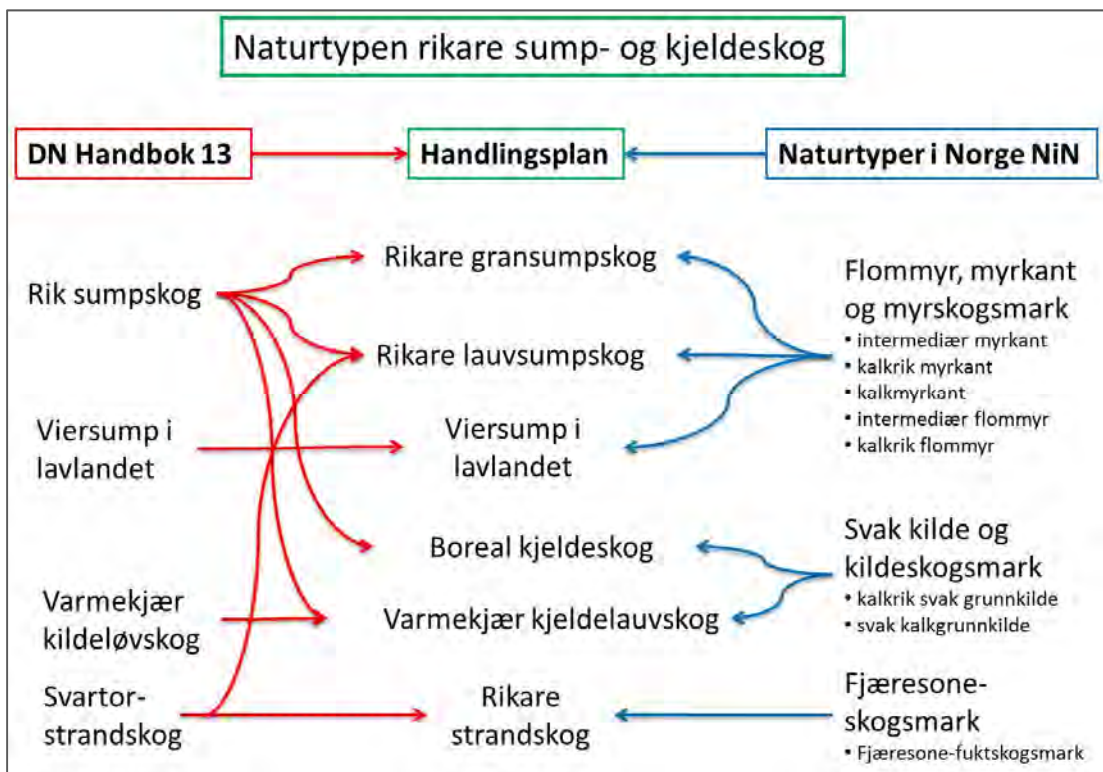 Naturtypen rikare sump- og kjeldeskog
DN Handbok 13
Handlingsplan
Naturtyper i Norge NiN
Rik sumpskog
Viersump i
lavlandet
Varmekjær
kildeløvskog
Svartor-
strandskog
Rikare gransumpskog
Rikare lauvsumpskog
Viersump i
lavlandet
Boreal kjeldeskog
Varmekjær kjeldelauvskog
Rikare
strandskog
Flommyr, myrkant
og myrskogsmark
• intermediær myrkant
• kalkrik myrkant
• kalkmyrkant
• intermediær flommyr
• kalkrik flommyr
Svak kilde og
kildeskogsmark
• kalkrik svak grunnkilde
• svak kalkgrunnkilde
Fjæresone-
skogsmark
• Fjæresone-fuktskogsmark